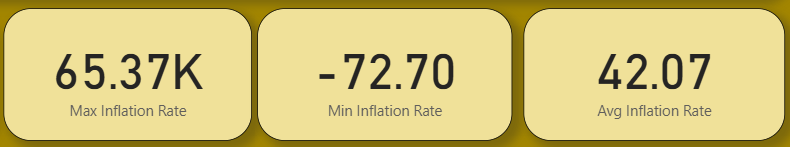 65.37K
Max Inflation Rate
-72.70
Min Inflation Rate
42.07
Avg Inflation Rate